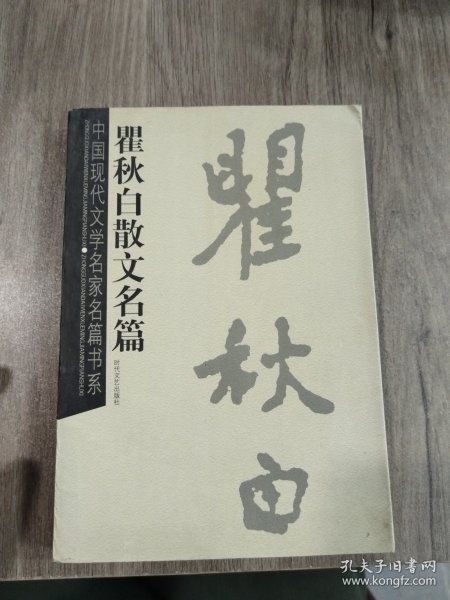 中国现代文学名家名篇书系
ZHONGGUOXIANDAIWENXUEMINGJIAMINGPIANSHUXI●ZHONGGUOXIANDAIWENXUEMINGJIAMINGPIANSHUXI
瞿秋白散文名篇
时代文艺出版社
瞿秋白
孔夫子旧书网
www.kongfz.com